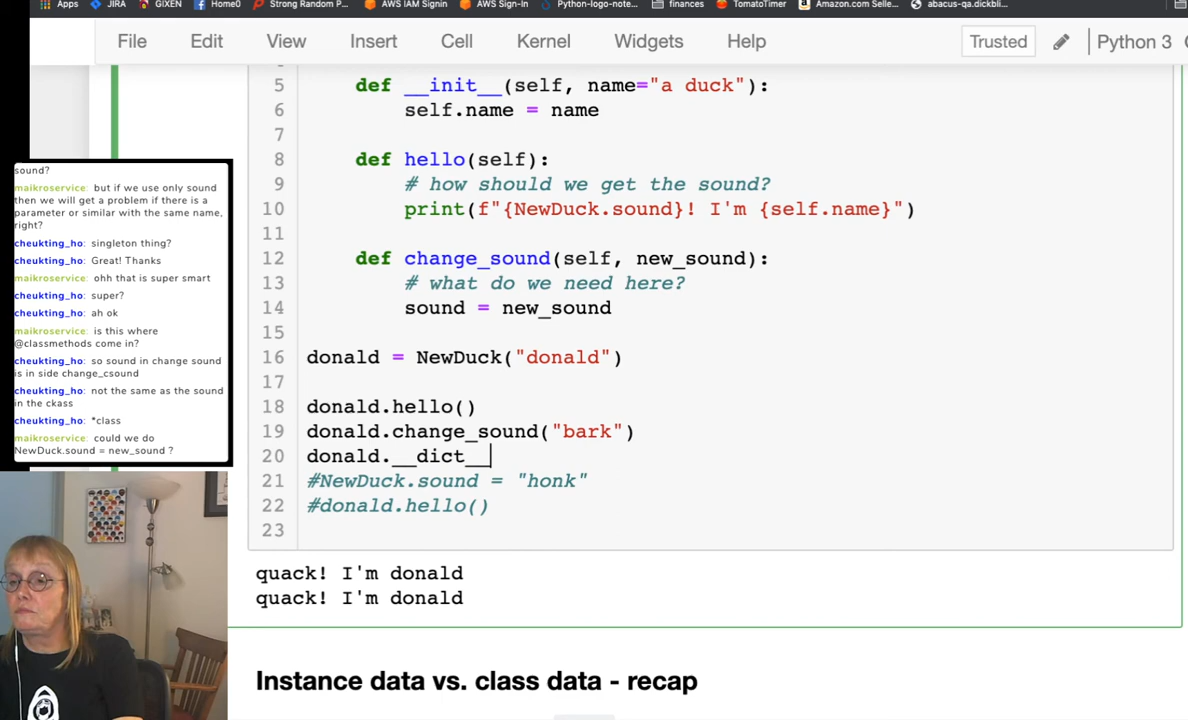 Apps JIRA GIXEN Home0 Strong Random P... AWS IAM Signin AWS Sign-In Python-logo-note... finances TomatoTimer Amazon.com Selle... abacus-qa.dickbli...
File Edit View Insert Cell Kernel Widgets Help Trusted Python 3
5 def __init__(self, name="a duck"):
6 self.name = name
7
8 def hello(self):
9 # how should we get the sound?
10 print(f"{NewDuck.sound}! I'm {self.name}")
11
12 def change_sound(self, new_sound):
13 # what do we need here?
14 sound = new_sound
15
16 donald = NewDuck("donald")
17
18 donald.hello()
19 donald.change_sound("bark")
20 donald.__dict__
21 #NewDuck.sound = "honk"
22 #donald.hello()
23
quack! I'm donald
quack! I'm donald
Instance data vs. class data - recap
sound?
maikroservice: but if we use only sound
then we will get a problem if there is a
parameter or similar with the same name,
right?
cheukting_ho: singleton thing?
cheukting_ho: Great! Thanks
maikroservice: ohh that is super smart
cheukting_ho: super?
cheukting_ho: ah ok
maikroservice: is this where
@classmethods come in?
cheukting_ho: so sound in change sound
is in side change_csound
cheukting_ho: not the same as the sound
in the ckass
cheukting_ho: *class
maikroservice: could we do
NewDuck.sound = new_sound ?